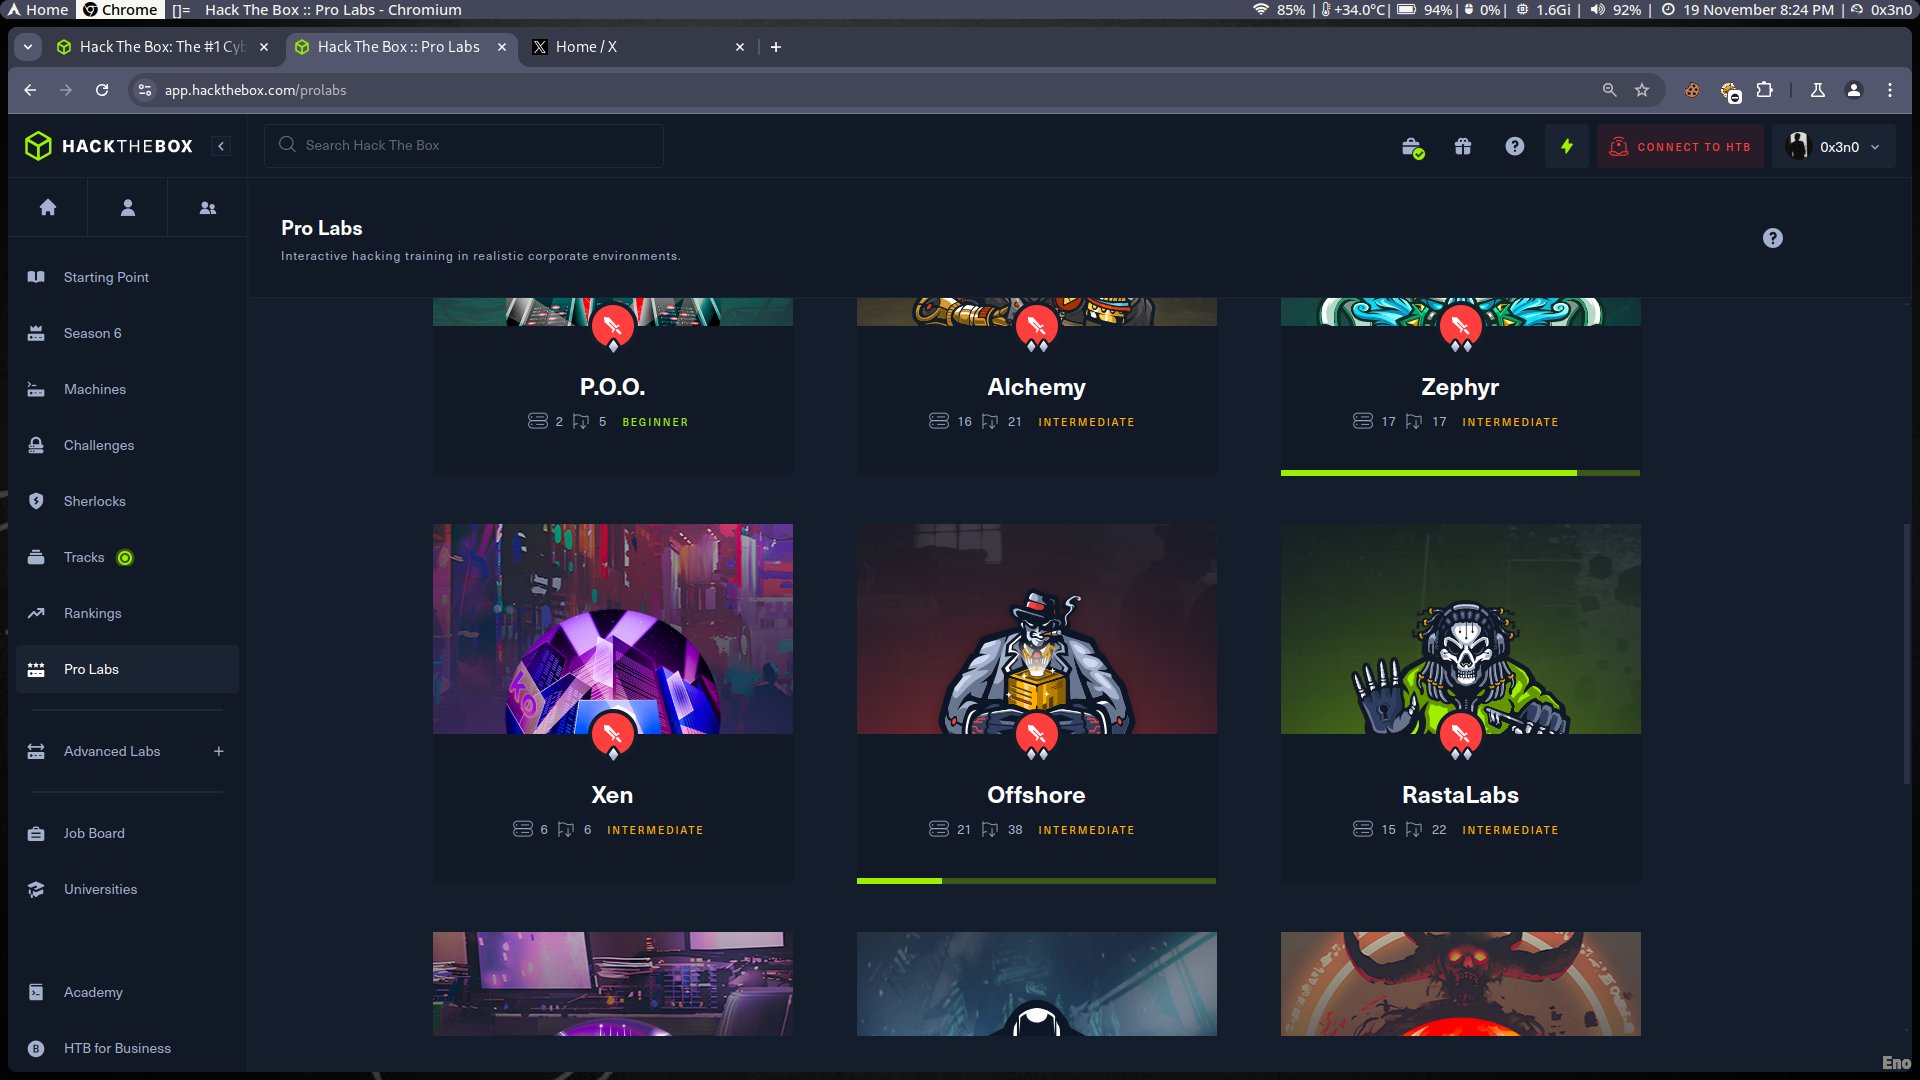 Home Chrome []= Hack The Box :: Pro Labs - Chromium 85% | +34.0°C| 94%| 0%| 1.6Gi | 92% | 19 November 8:24 PM | 0x3n0
Hack The Box: The #1 Cyb Hack The Box :: Pro Labs Home / X
app.hackthebox.com/prolabs
HACKTHEBOX
Search Hack The Box
CONNECT TO HTB
0x3n0
Pro Labs
Interactive hacking training in realistic corporate environments.
Starting Point
Season 6
Machines
Challenges
Sherlocks
Tracks
Rankings
Pro Labs
Advanced Labs +
Job Board
Universities
Academy
HTB for Business
P.O.O.
2 5 BEGINNER
Alchemy
16 21 INTERMEDIATE
Zephyr
17 17 INTERMEDIATE
XO
Xen
6 6 INTERMEDIATE
Offshore
21 38 INTERMEDIATE
RastaLabs
15 22 INTERMEDIATE
Eno